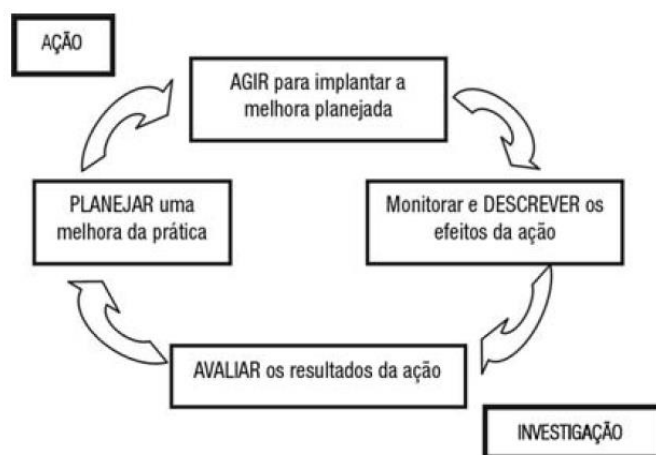 AÇÃO
AGIR para implantar a
melhora planejada
PLANEJAR uma
melhora da prática
Monitorar e DESCREVER os
efeitos da ação
AVALIAR os resultados da ação
INVESTIGAÇÃO